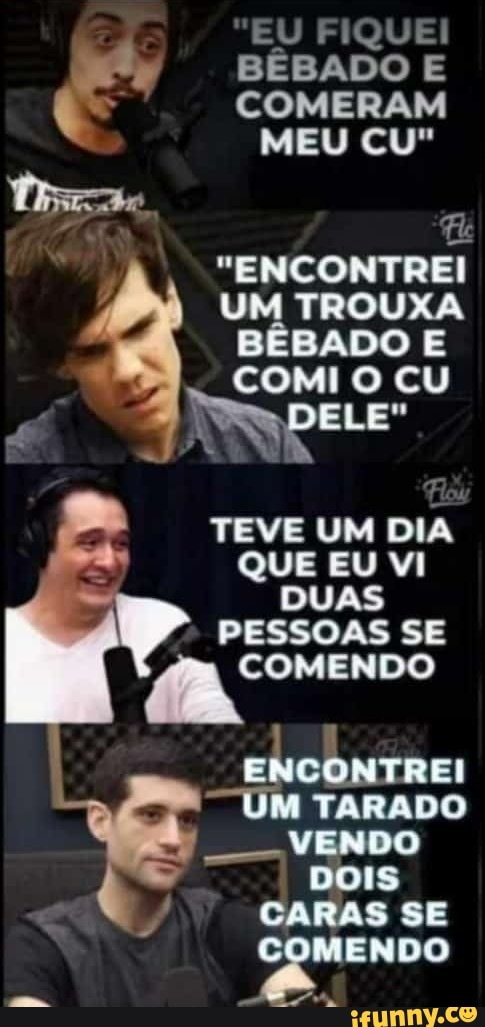 "EU FIQUEI
BÊBADO E
COMERAM
MEU CU"
"ENCONTREI
UM TROUXA
BÊBADO E
COMI O CU
DELE"
Flow
TEVE UM DIA
QUE EU VI
DUAS
PESSOAS SE
COMENDO
ENCONTREI
UM TARADO
VENDO
DOIS
CARAS SE
COMENDO
ifunny.co